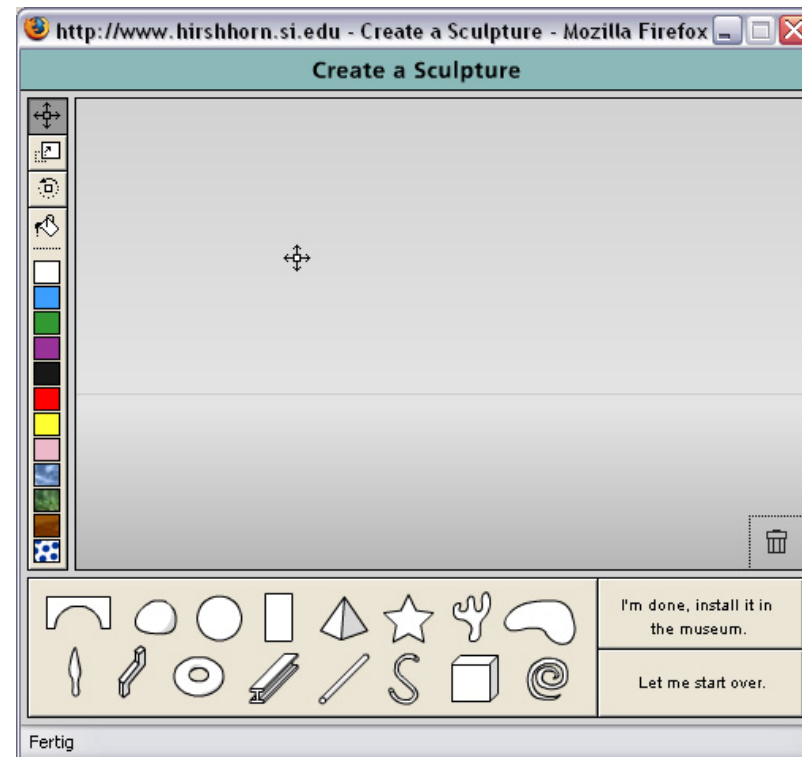 http://www.hirshhorn.si.edu - Create a Sculpture - Mozilla Firefox
Create a Sculpture
I'm done, install it in
the museum.
Let me start over.
Fertig